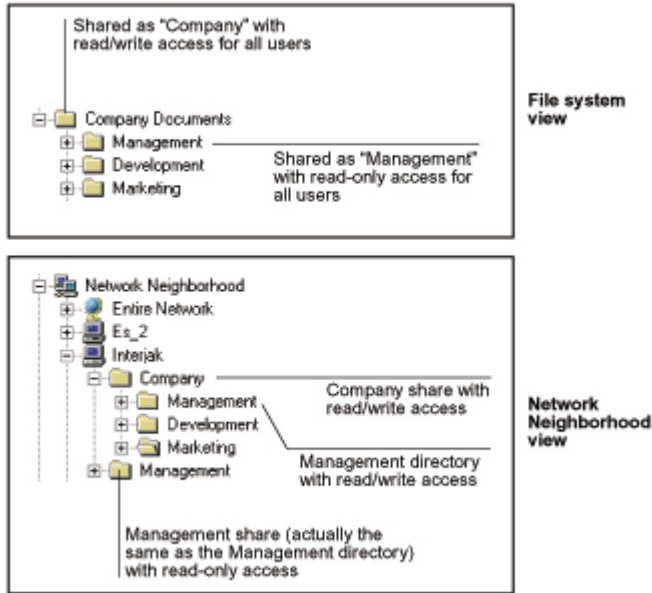 Shared as "Company" with
read/write access for all users
Company Documents
Management
Development
Marketing
Shared as "Management"
with read-only access for
all users
File system
view
Network Neighborhood
Entire Network
Es_2
Interjak
Company
Management
Development
Marketing
Management
Company share with
read/write access
Management directory
with read/write access
Management share (actually the
same as the Management directory)
with read-only access
Network
Neighborhood
view